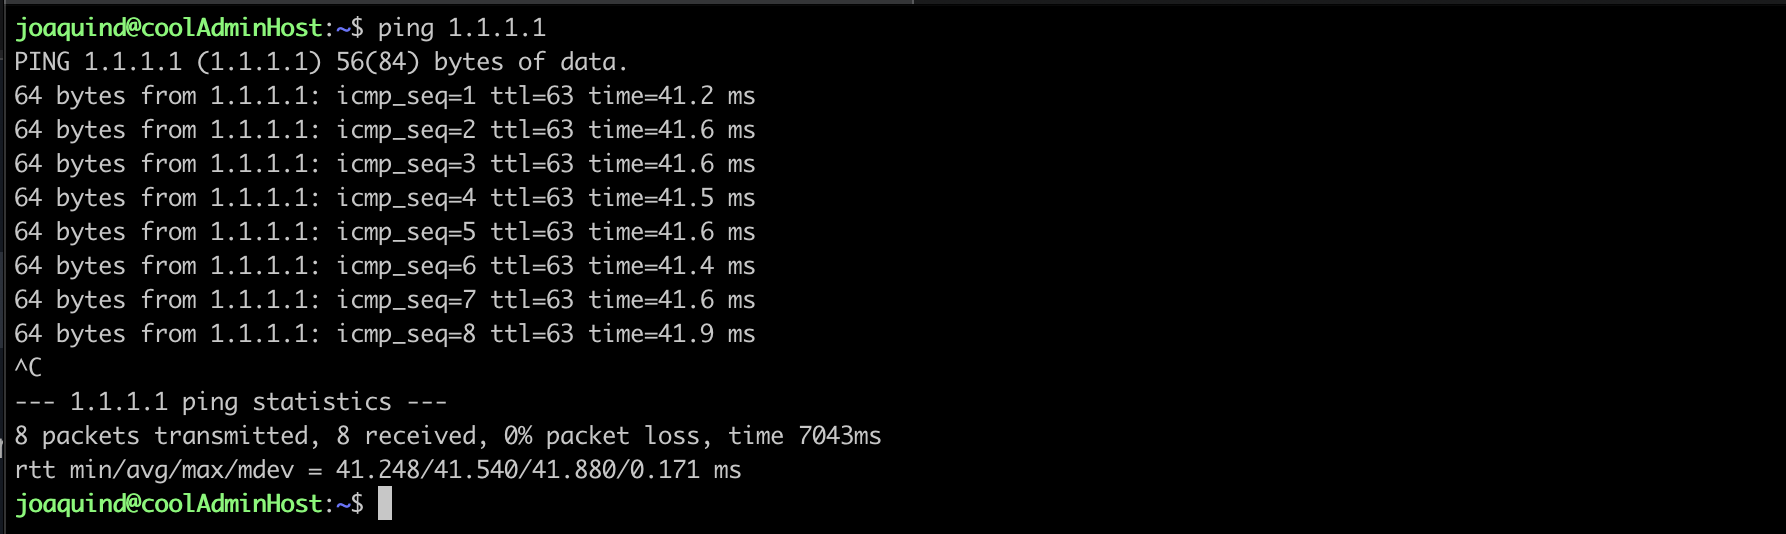 joaquind@coolAdminHost:~$ ping 1.1.1.1
PING 1.1.1.1 (1.1.1.1) 56(84) bytes of data.
64 bytes from 1.1.1.1: icmp_seq=1 ttl=63 time=41.2 ms
64 bytes from 1.1.1.1: icmp_seq=2 ttl=63 time=41.6 ms
64 bytes from 1.1.1.1: icmp_seq=3 ttl=63 time=41.6 ms
64 bytes from 1.1.1.1: icmp_seq=4 ttl=63 time=41.5 ms
64 bytes from 1.1.1.1: icmp_seq=5 ttl=63 time=41.6 ms
64 bytes from 1.1.1.1: icmp_seq=6 ttl=63 time=41.4 ms
64 bytes from 1.1.1.1: icmp_seq=7 ttl=63 time=41.6 ms
64 bytes from 1.1.1.1: icmp_seq=8 ttl=63 time=41.9 ms
^C
--- 1.1.1.1 ping statistics ---
8 packets transmitted, 8 received, 0% packet loss, time 7043ms
rtt min/avg/max/mdev = 41.248/41.540/41.880/0.171 ms
joaquind@coolAdminHost:~$